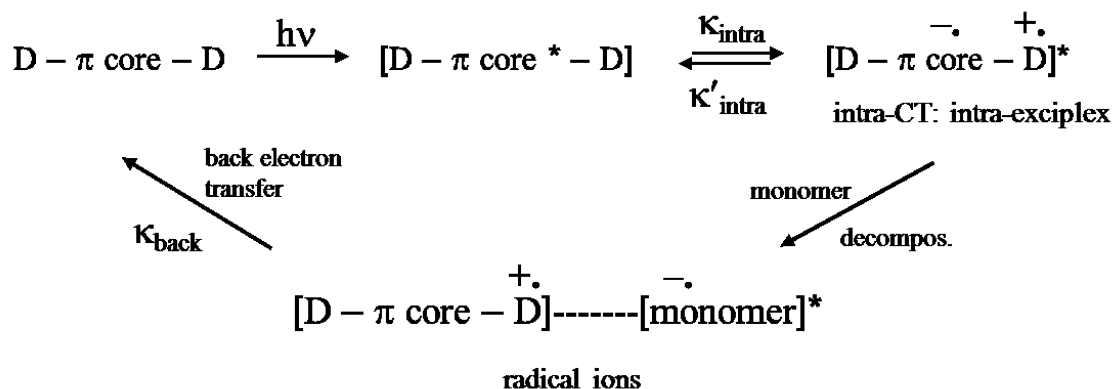 D – π core – D hν [D – π core * – D] κintra κ′intra [D – π core – D]* –. +.
intra-CT: intra-exciplex
back electron
transfer
κback
monomer
decompos.
+. –.
[D – π core – D]-------[monomer]*
radical ions